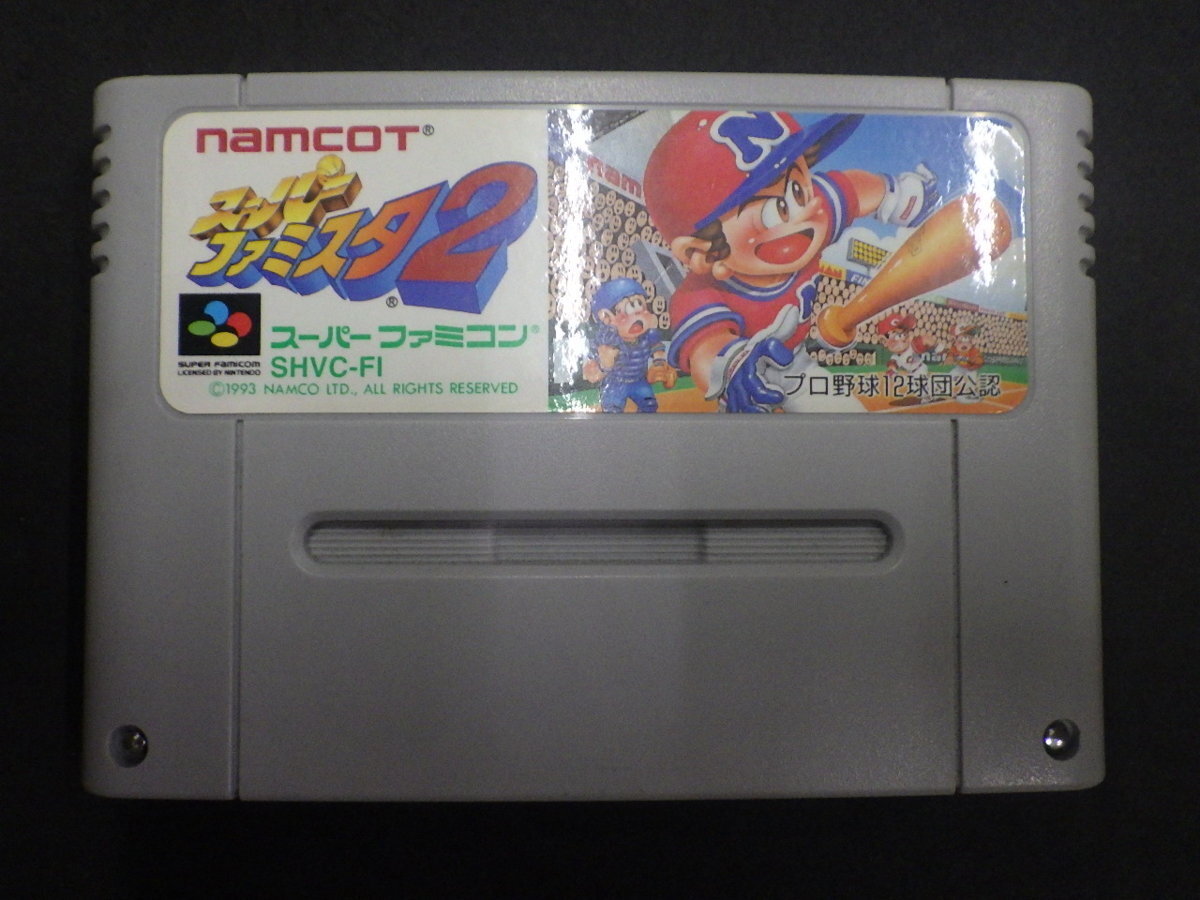 namcot®
スーパー
ファミスタ2®
SUPER FAMICOM
LICENSED BY NINTENDO
スーパーファミコン®
SHVC-FI
©1993 NAMCO LTD., ALL RIGHTS RESERVED
N
プロ野球12球団公認